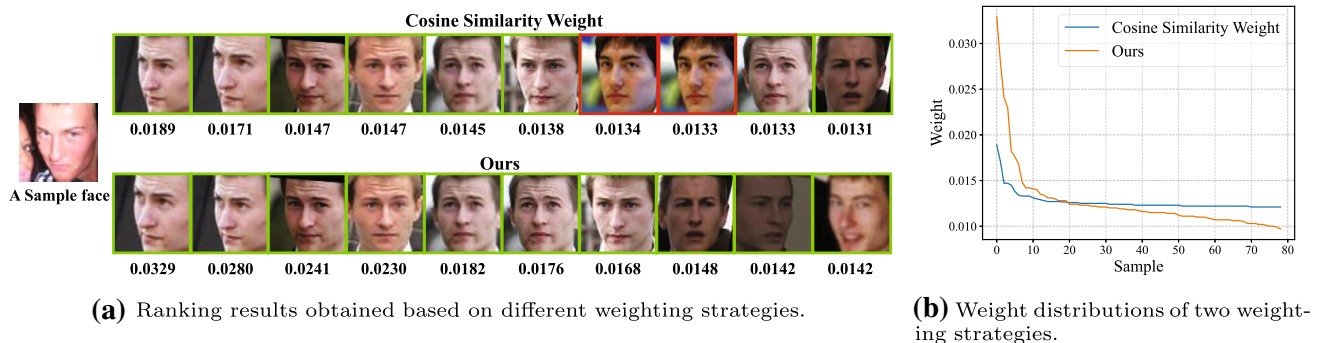 Cosine Similarity Weight
0.0189 0.0171 0.0147 0.0147 0.0145 0.0138 0.0134 0.0133 0.0133 0.0131
A Sample face
Ours
0.0329 0.0280 0.0241 0.0230 0.0182 0.0176 0.0168 0.0148 0.0142 0.0142
(a) Ranking results obtained based on different weighting strategies.
Cosine Similarity Weight
Ours
Weight
0.030
0.025
0.020
0.015
0.010
0 10 20 30 40 50 60 70 80
Sample
(b) Weight distributions of two weight-
ing strategies.